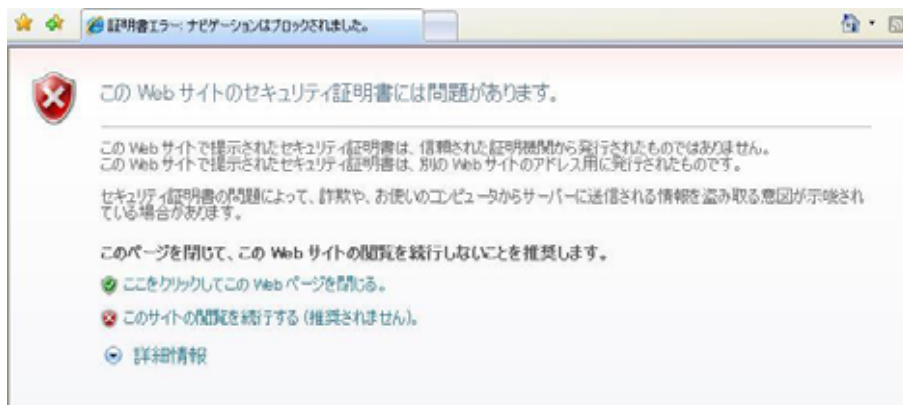 証明書エラー: ナビゲーションはブロックされました。
この Web サイトのセキュリティ証明書には問題があります。
この Web サイトで提示されたセキュリティ証明書は、信頼された証明機関から発行されたものではありません。
この Web サイトで提示されたセキュリティ証明書は、別の Web サイトのアドレス用に発行されたものです。
セキュリティ証明書の問題によって、詐欺や、お使いのコンピュータからサーバーに送信される情報を盗み取る意図が示唆され
ている場合があります。
このページを閉じて、この Web サイトの閲覧を続行しないことを推奨します。
ここをクリックしてこの Web ページを閉じる。
このサイトの閲覧を続行する (推奨されません)。
詳細情報